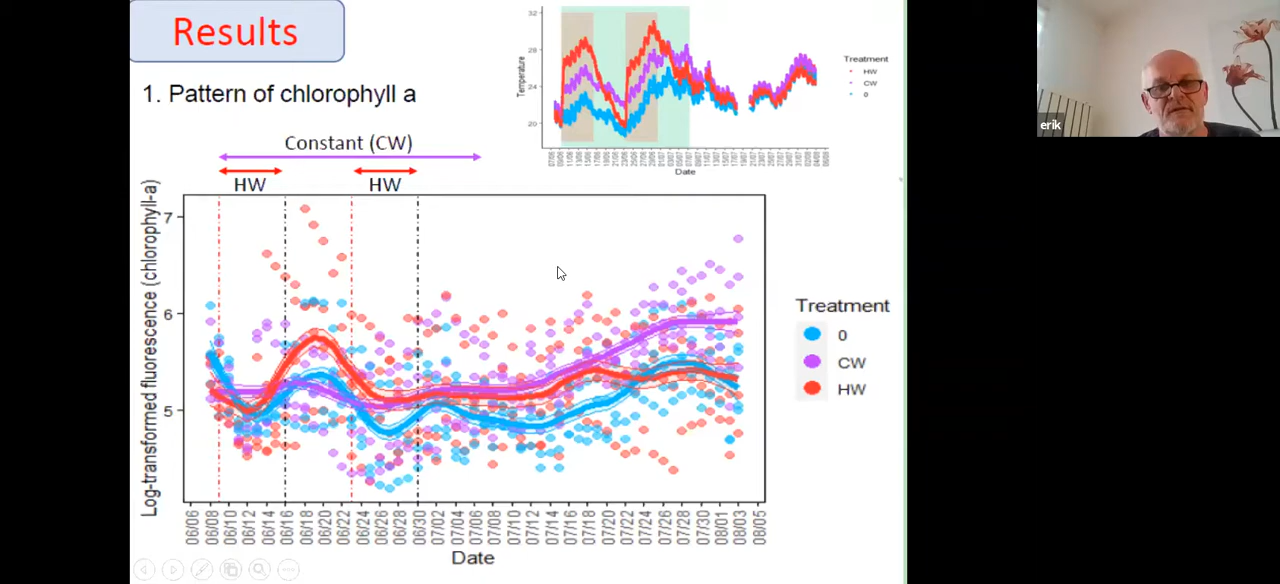 Results
1. Pattern of chlorophyll a
Constant (CW)
HW
HW
Log-transformed fluorescence (chlorophyll-a)
7
6
5
06/06
06/08
06/10
06/12
06/14
06/16
06/18
06/20
06/22
06/24
06/26
06/28
06/30
07/02
07/04
07/06
07/08
07/10
07/12
07/14
07/16
07/18
07/20
07/22
07/24
07/26
07/28
07/30
08/01
08/03
08/05
Date
Treatment
0
CW
HW
Temperature
32
28
24
20
Date
Treatment
HW
CW
0
erik